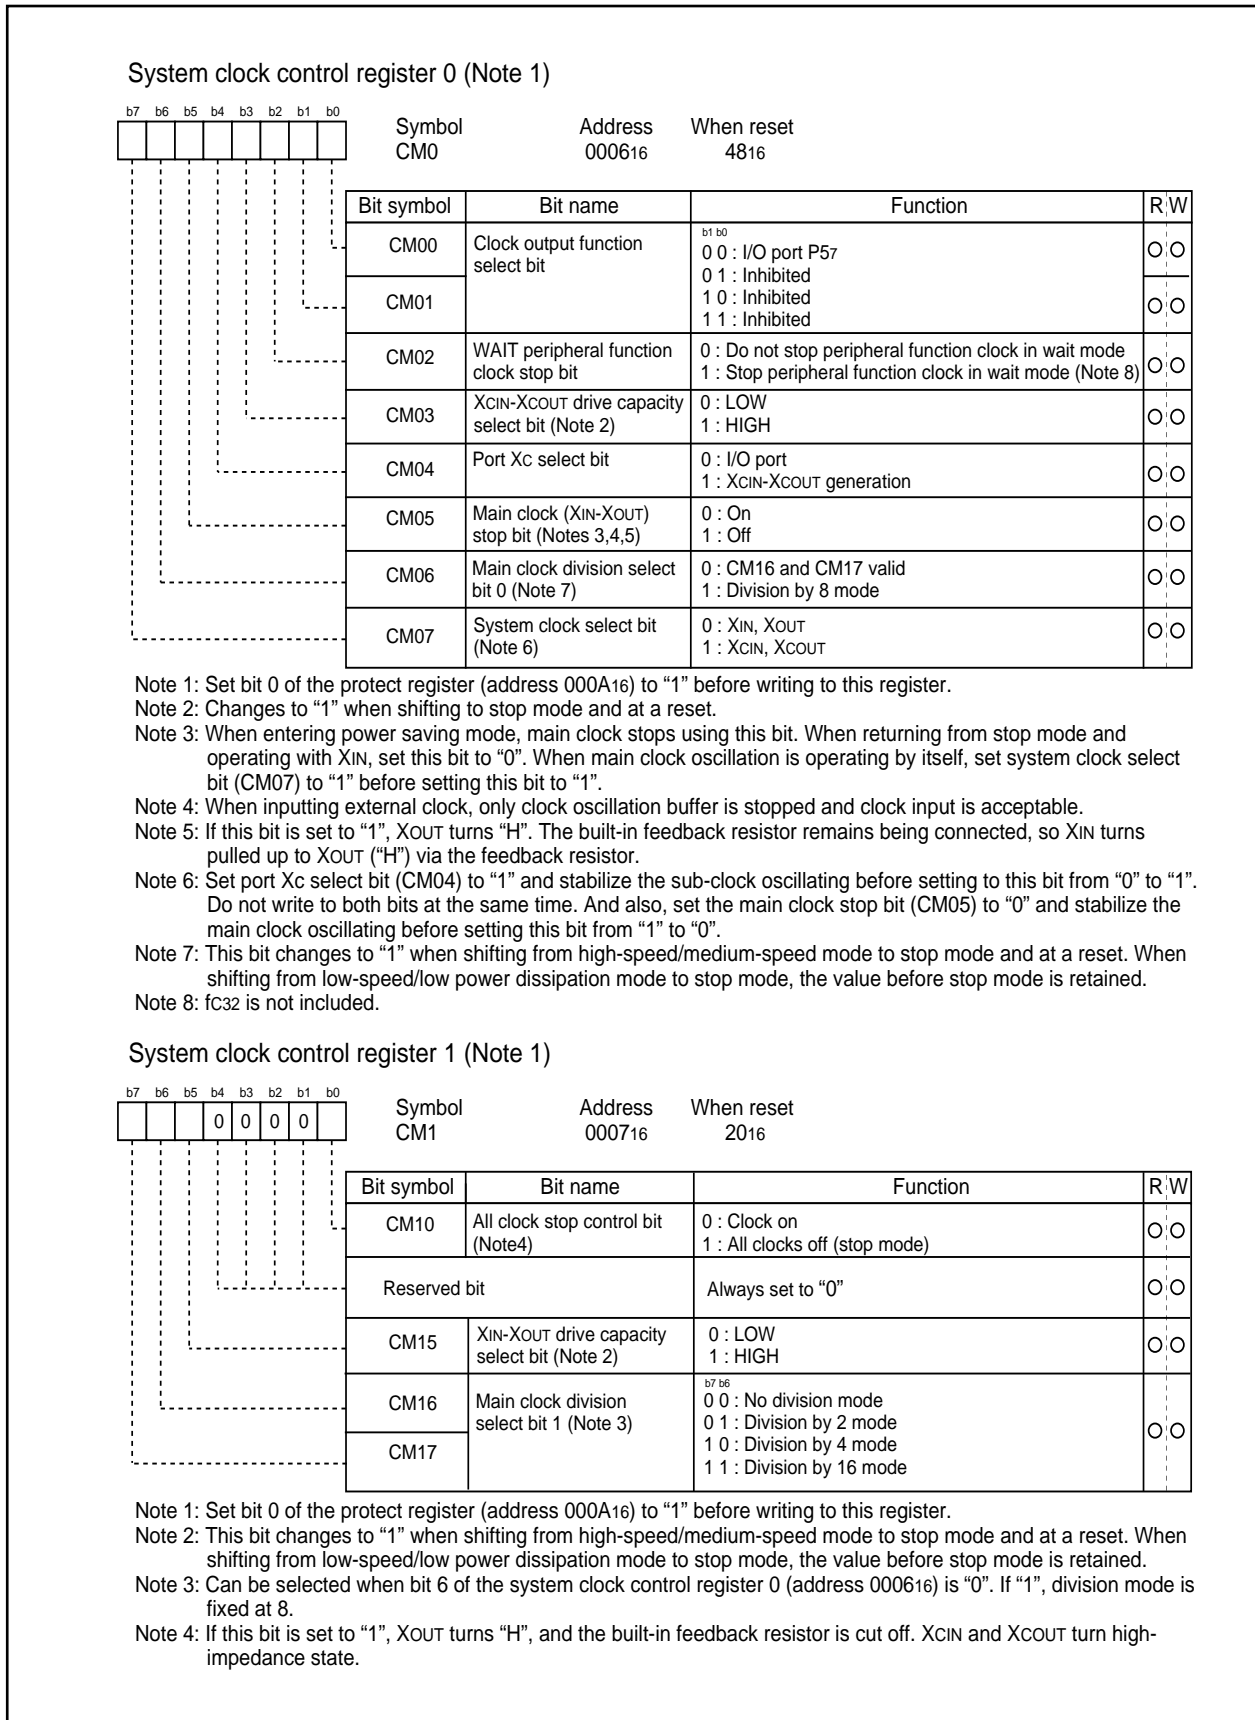 System clock control register 0 (Note 1)
b7 b6 b5 b4 b3 b2 b1 b0
Symbol Address When reset
CM0 000616 4816
Bit symbol Bit name Function R W
CM00 Clock output function select bit b1 b0
0 0 : I/O port P57
0 1 : Inhibited
CM01 1 0 : Inhibited
1 1 : Inhibited
CM02 WAIT peripheral function 0 : Do not stop peripheral function clock in wait mode
clock stop bit 1 : Stop peripheral function clock in wait mode (Note 8)
CM03 XCIN-XCOUT drive capacity 0 : LOW
select bit (Note 2) 1 : HIGH
CM04 Port XC select bit 0 : I/O port
1 : XCIN-XCOUT generation
CM05 Main clock (XIN-XOUT) 0 : On
stop bit (Notes 3,4,5) 1 : Off
CM06 Main clock division select 0 : CM16 and CM17 valid
bit 0 (Note 7) 1 : Division by 8 mode
CM07 System clock select bit 0 : XIN, XOUT
(Note 6) 1 : XCIN, XCOUT
Note 1: Set bit 0 of the protect register (address 000A16) to “1” before writing to this register.
Note 2: Changes to “1” when shifting to stop mode and at a reset.
Note 3: When entering power saving mode, main clock stops using this bit. When returning from stop mode and
operating with XIN, set this bit to “0”. When main clock oscillation is operating by itself, set system clock select
bit (CM07) to “1” before setting this bit to “1”.
Note 4: When inputting external clock, only clock oscillation buffer is stopped and clock input is acceptable.
Note 5: If this bit is set to “1”, XOUT turns “H”. The built-in feedback resistor remains being connected, so XIN turns
pulled up to XOUT (“H”) via the feedback resistor.
Note 6: Set port Xc select bit (CM04) to “1” and stabilize the sub-clock oscillating before setting to this bit from “0” to “1”.
Do not write to both bits at the same time. And also, set the main clock stop bit (CM05) to “0” and stabilize the
main clock oscillating before setting this bit from “1” to “0”.
Note 7: This bit changes to “1” when shifting from high-speed/medium-speed mode to stop mode and at a reset. When
shifting from low-speed/low power dissipation mode to stop mode, the value before stop mode is retained.
Note 8: fC32 is not included.
System clock control register 1 (Note 1)
b7 b6 b5 b4 b3 b2 b1 b0
0 0 0 0
Symbol Address When reset
CM1 000716 2016
Bit symbol Bit name Function R W
CM10 All clock stop control bit 0 : Clock on
(Note4) 1 : All clocks off (stop mode)
Reserved bit Always set to “0”
CM15 XIN-XOUT drive capacity 0 : LOW
select bit (Note 2) 1 : HIGH
b7 b6
CM16 Main clock division 0 0 : No division mode
select bit 1 (Note 3) 0 1 : Division by 2 mode
1 0 : Division by 4 mode
CM17 1 1 : Division by 16 mode
Note 1: Set bit 0 of the protect register (address 000A16) to “1” before writing to this register.
Note 2: This bit changes to “1” when shifting from high-speed/medium-speed mode to stop mode and at a reset. When
shifting from low-speed/low power dissipation mode to stop mode, the value before stop mode is retained.
Note 3: Can be selected when bit 6 of the system clock control register 0 (address 000616) is “0”. If “1”, division mode is
fixed at 8.
Note 4: If this bit is set to “1”, XOUT turns “H”, and the built-in feedback resistor is cut off. XCIN and XCOUT turn high-
impedance state.